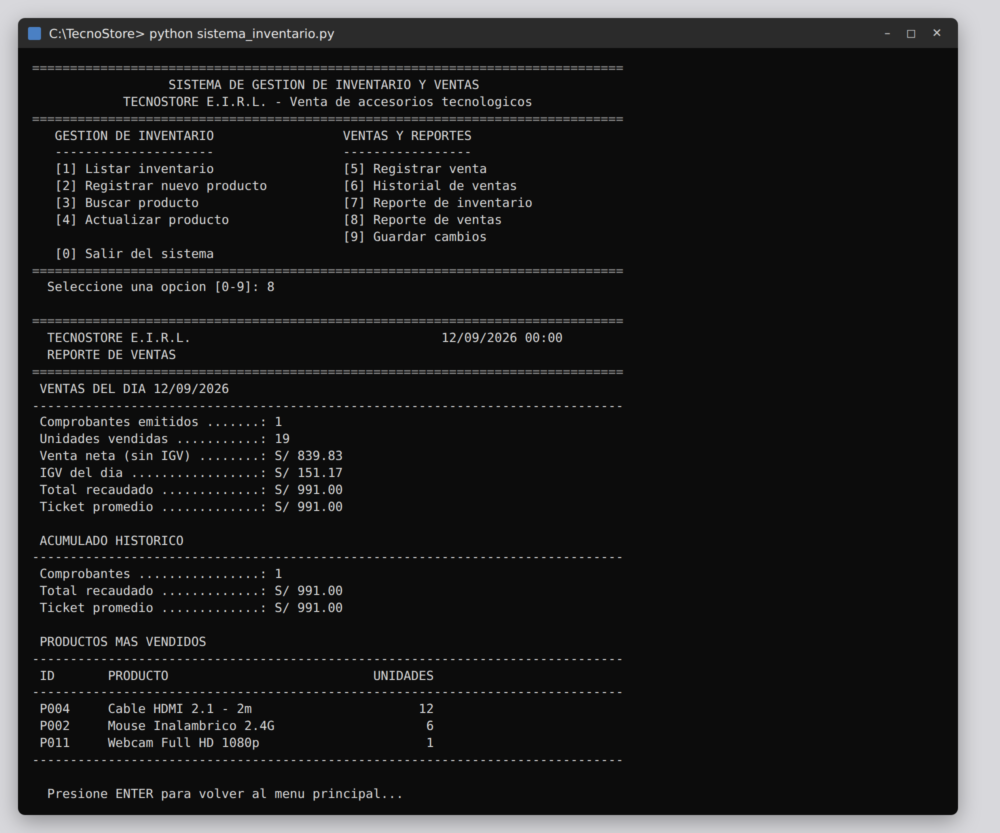 C:\TecnoStore> python sistema_inventario.py
==============================================================================
SISTEMA DE GESTION DE INVENTARIO Y VENTAS
TECNOSTORE E.I.R.L. - Venta de accesorios tecnologicos
==============================================================================
GESTION DE INVENTARIO                 VENTAS Y REPORTES
---------------------                 -----------------
[1] Listar inventario                 [5] Registrar venta
[2] Registrar nuevo producto          [6] Historial de ventas
[3] Buscar producto                   [7] Reporte de inventario
[4] Actualizar producto               [8] Reporte de ventas
[9] Guardar cambios
[0] Salir del sistema
==============================================================================
Seleccione una opcion [0-9]: 8
==============================================================================
TECNOSTORE E.I.R.L.                                 12/09/2026 00:00
REPORTE DE VENTAS
==============================================================================
VENTAS DEL DIA 12/09/2026
------------------------------------------------------------------------------
Comprobantes emitidos .......: 1
Unidades vendidas ...........: 19
Venta neta (sin IGV) ........: S/ 839.83
IGV del dia .................: S/ 151.17
Total recaudado .............: S/ 991.00
Ticket promedio .............: S/ 991.00
ACUMULADO HISTORICO
------------------------------------------------------------------------------
Comprobantes ................: 1
Total recaudado .............: S/ 991.00
Ticket promedio .............: S/ 991.00
PRODUCTOS MAS VENDIDOS
------------------------------------------------------------------------------
ID       PRODUCTO                           UNIDADES
------------------------------------------------------------------------------
P004     Cable HDMI 2.1 - 2m                      12
P002     Mouse Inalambrico 2.4G                    6
P011     Webcam Full HD 1080p                      1
------------------------------------------------------------------------------
Presione ENTER para volver al menu principal...